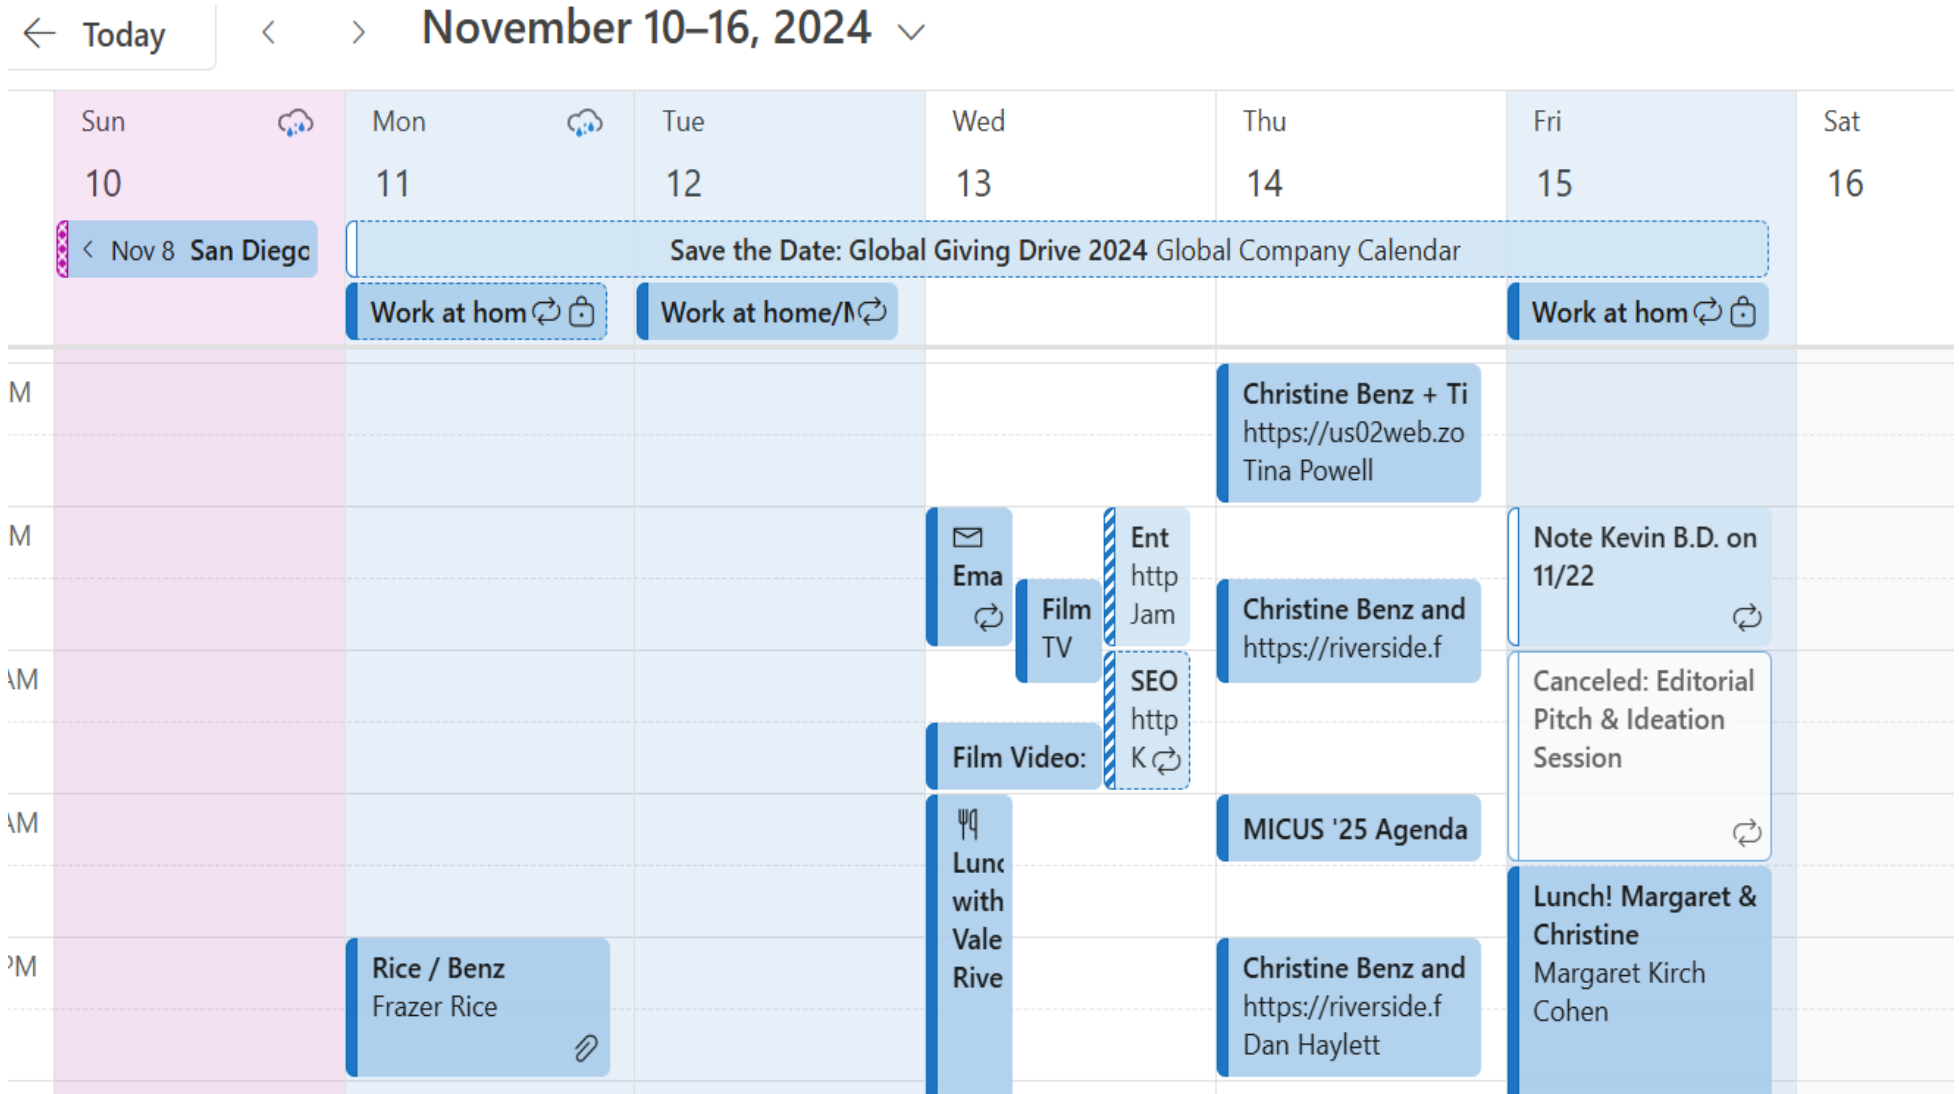 Today
November 10–16, 2024
Sun
Mon
Tue
Wed
Thu
Fri
Sat
10
11
12
13
14
15
16
Nov 8 San Diego
Save the Date: Global Giving Drive 2024 Global Company Calendar
Work at hom
Work at home/
Work at hom
M
M
AM
AM
PM
Rice / Benz
Frazer Rice
Ema
Film
TV
Ent
http
Jam
SEO
http
K
Film Video:
Lunc
with
Vale
Rive
Christine Benz + Ti
https://us02web.zo
Tina Powell
Christine Benz and
https://riverside.f
MICUS '25 Agenda
Christine Benz and
https://riverside.f
Dan Haylett
Note Kevin B.D. on
11/22
Canceled: Editorial
Pitch & Ideation
Session
Lunch! Margaret &
Christine
Margaret Kirch
Cohen